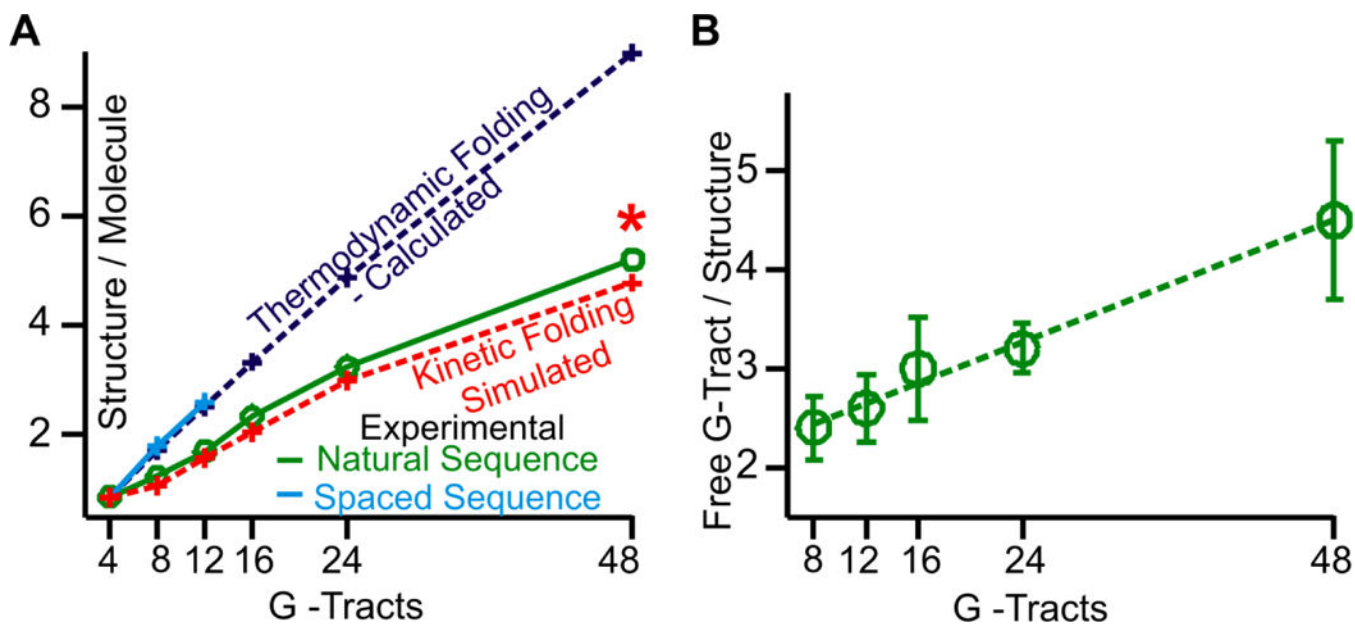 A
Structure / Molecule
8
6
4
2
Thermodynamic Folding
- Calculated
*
Kinetic Folding
Simulated
Experimental
Natural Sequence
Spaced Sequence
4 8 12 16 24 48
G -Tracts
B
Free G-Tract / Structure
5
4
3
2
8 12 16 24 48
G -Tracts